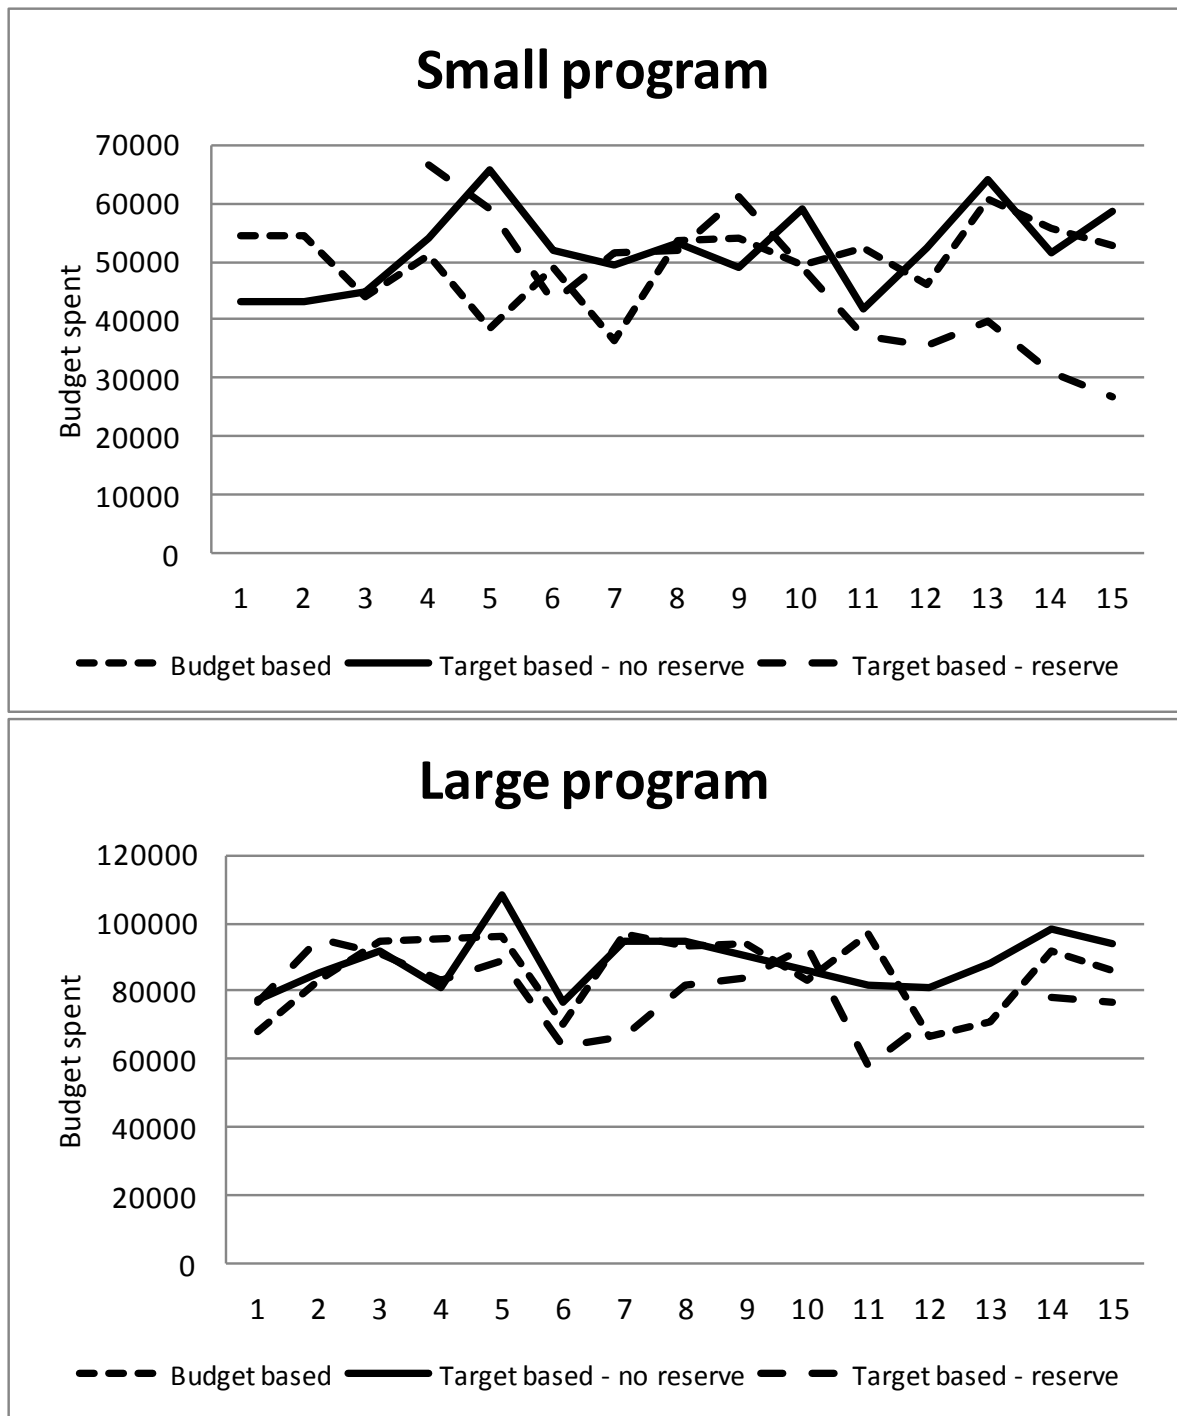 Small program
70000
60000
50000
40000
30000
20000
10000
0
Budget spent
1 2 3 4 5 6 7 8 9 10 11 12 13 14 15
Budget based Target based - no reserve Target based - reserve
Large program
120000
100000
80000
60000
40000
20000
0
Budget spent
1 2 3 4 5 6 7 8 9 10 11 12 13 14 15
Budget based Target based - no reserve Target based - reserve